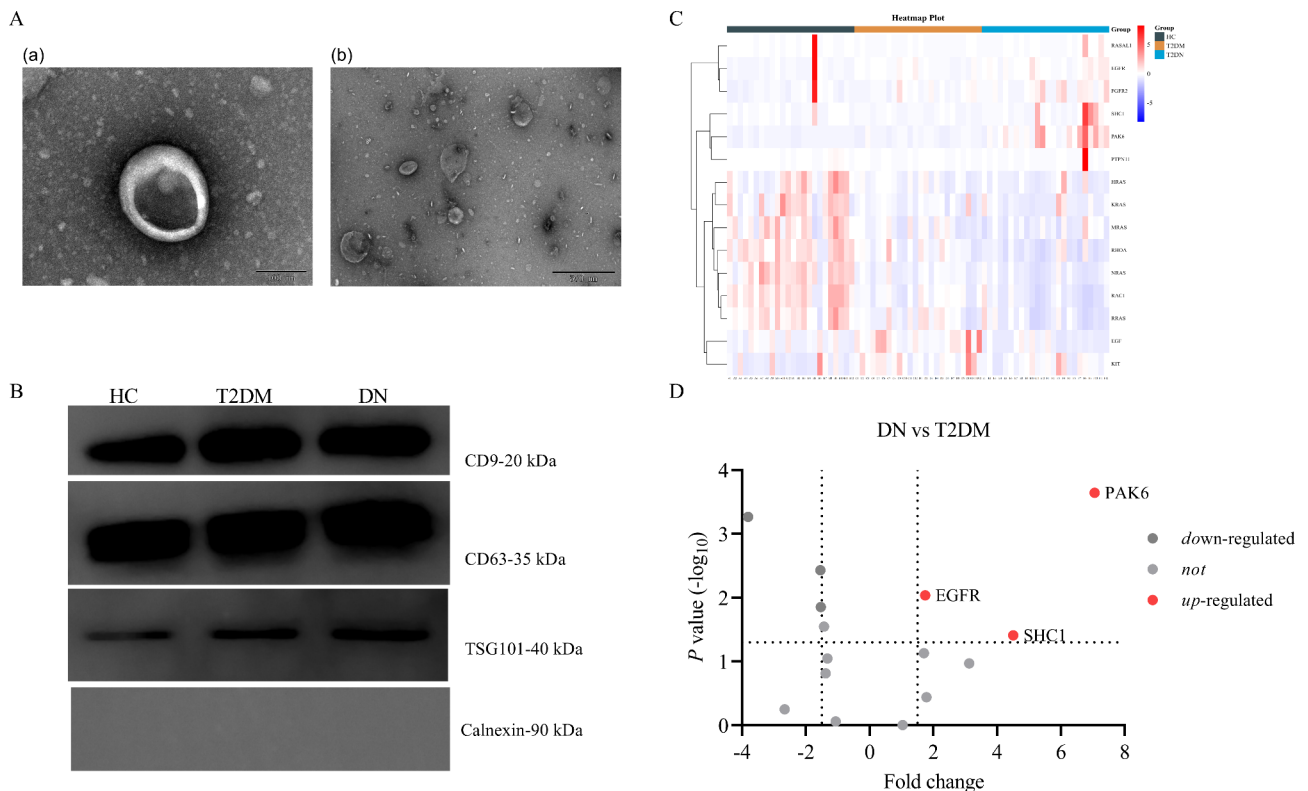 A
(a)
(b)
B
HC T2DM DN
CD9-20 kDa
CD63-35 kDa
TSG101-40 kDa
Calnexin-90 kDa
C
Heatmap Plot
Group
RASAL1
EGFR
FGFR2
SHC1
PAK6
PTPN11
HRAS
KRAS
MRAS
RHOA
NRAS
RAC1
RRAS
EGF
KIT
Group
HC
T2DM
T2DN
5
0
-5
D
DN vs T2DM
P value (-log10)
4
3
2
1
0
-4 -2 0 2 4 6 8
Fold change
PAK6
EGFR
SHC1
down-regulated
not
up-regulated